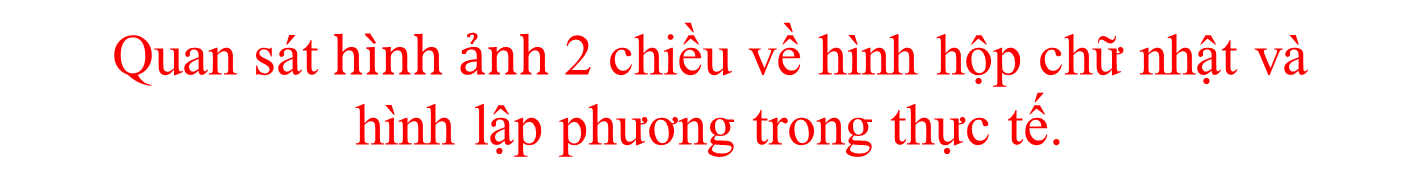 Quan sát hình ảnh 2 chiều về hình hộp chữ nhật và
hình lập phương trong thực tế.